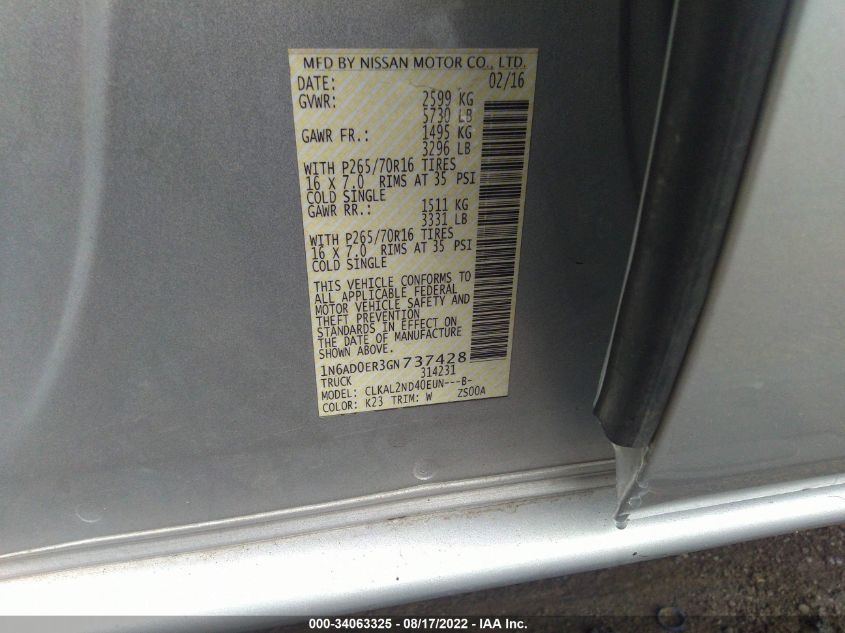 MFD BY NISSAN MOTOR CO., LTD.
DATE: 02/16
GVWR: 2599 KG
5730 LB
GAWR FR.: 1495 KG
3296 LB
WITH P265/70R16 TIRES
16 X 7.0 RIMS AT 35 PSI
COLD SINGLE
GAWR RR.: 1511 KG
3331 LB
WITH P265/70R16 TIRES
16 X 7.0 RIMS AT 35 PSI
COLD SINGLE
THIS VEHICLE CONFORMS TO
ALL APPLICABLE FEDERAL
MOTOR VEHICLE SAFETY AND
THEFT PREVENTION
STANDARDS IN EFFECT ON
THE DATE OF MANUFACTURE
SHOWN ABOVE.
1N6AD0ER3GN737428
TRUCK 314231
MODEL: CLKAL2ND40EUN---B-
COLOR: K23 TRIM: W ZS00A
000-34063325 - 08/17/2022 - IAA Inc.